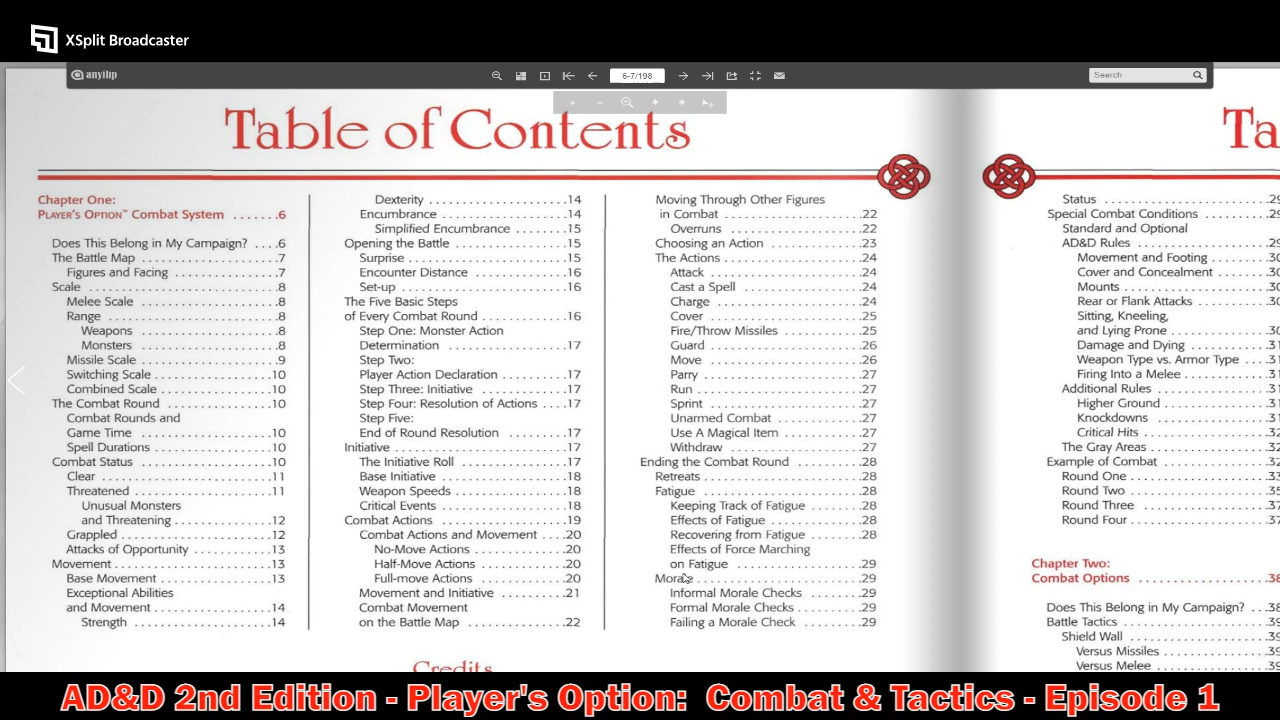 XSplit Broadcaster
anyflip
6-7/198
Search
Table of Contents
Ta
Chapter One:
PLAYER'S OPTION™ Combat System .......6
Does This Belong in My Campaign? ....6
The Battle Map ....................7
Figures and Facing ...............7
Scale .............................8
Melee Scale ......................8
Range ...........................8
Weapons ......................8
Monsters ......................8
Missile Scale .....................9
Switching Scale .................10
Combined Scale ................10
The Combat Round ...............10
Combat Rounds and
Game Time ....................10
Spell Durations .................10
Combat Status ...................10
Clear ..........................11
Threatened .....................11
Unusual Monsters
and Threatening ...............12
Grappled .......................12
Attacks of Opportunity ...........13
Movement .......................13
Base Movement .................13
Exceptional Abilities
and Movement .................14
Strength .....................14
Dexterity .....................14
Encumbrance ...................14
Simplified Encumbrance .........15
Opening the Battle ................15
Surprise ........................15
Encounter Distance ..............16
Set-up .........................16
The Five Basic Steps
of Every Combat Round ............16
Step One: Monster Action
Determination ..................17
Step Two:
Player Action Declaration .........17
Step Three: Initiative .............17
Step Four: Resolution of Actions ....17
Step Five:
End of Round Resolution .........17
Initiative .........................17
The Initiative Roll ................17
Base Initiative ...................18
Weapon Speeds .................18
Critical Events ...................18
Combat Actions ...................19
Combat Actions and Movement ....20
No-Move Actions ..............20
Half-Move Actions .............20
Full-move Actions ..............20
Movement and Initiative ..........21
Combat Movement
on the Battle Map ...............22
Moving Through Other Figures
in Combat ......................22
Overruns .....................22
Choosing an Action ...............23
The Actions ......................24
Attack .........................24
Cast a Spell .....................24
Charge .........................24
Cover ..........................25
Fire/Throw Missiles ..............25
Guard ..........................26
Move ..........................26
Parry ...........................27
Run ............................27
Sprint ..........................27
Unarmed Combat ...............27
Use A Magical Item ..............27
Withdraw ......................27
Ending the Combat Round ..........28
Retreats .........................28
Fatigue ..........................28
Keeping Track of Fatigue .........28
Effects of Fatigue ................28
Recovering from Fatigue ..........28
Effects of Force Marching
on Fatigue .....................29
Morale ..........................29
Informal Morale Checks ..........29
Formal Morale Checks ............29
Failing a Morale Check ...........29
Status
Special Combat Conditions
Standard and Optional
AD&D Rules
Movement and Footing
Cover and Concealment
Mounts
Rear or Flank Attacks
Sitting, Kneeling,
and Lying Prone
Damage and Dying
Weapon Type vs. Armor Type
Firing Into a Melee
Additional Rules
Higher Ground
Knockdowns
Critical Hits
The Gray Areas
Example of Combat
Round One
Round Two
Round Three
Round Four
Chapter Two:
Combat Options
Does This Belong in My Campaign?
Battle Tactics
Shield Wall
Versus Missiles
Versus Melee
Credits
AD&D 2nd Edition - Player's Option: Combat & Tactics - Episode 1